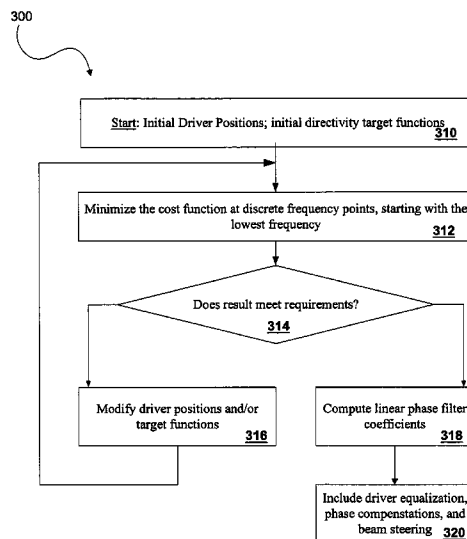 300
Start: Initial Driver Positions; initial directivity target functions
310
Minimize the cost function at discrete frequency points, starting with the
lowest frequency
312
Does result meet requirements?
314
Modify driver positions and/or
target functions
316
Compute linear phase filter
coefficients
318
Include driver equalization,
phase compenstations, and
beam steering 320